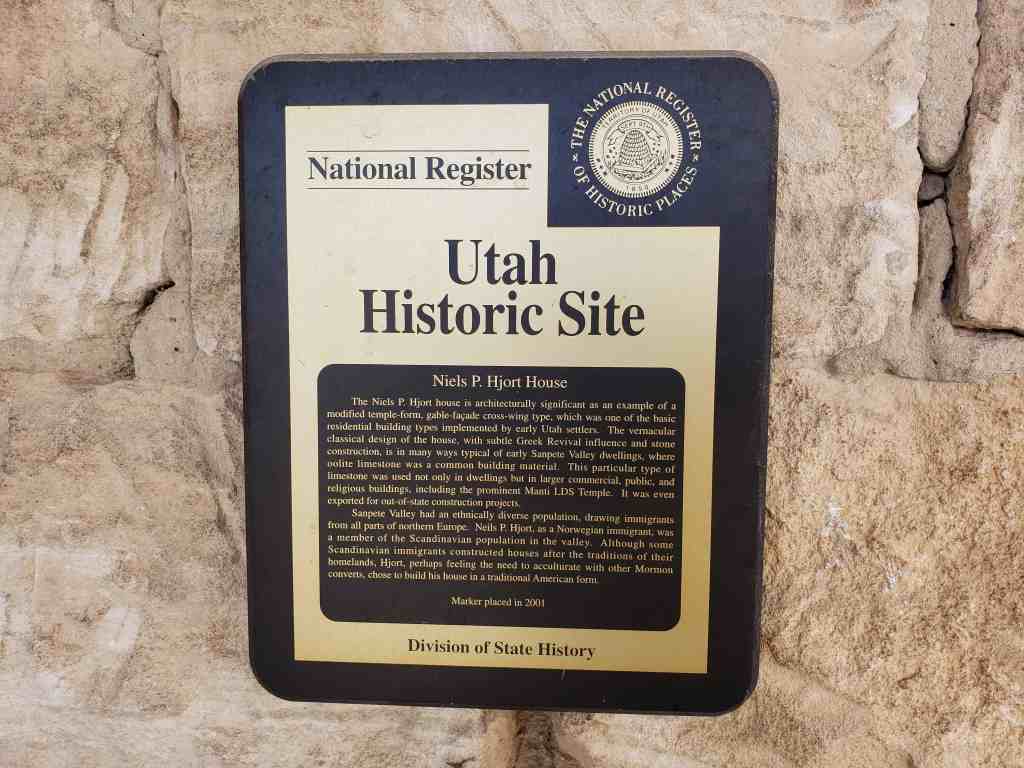 THE NATIONAL REGISTER
OF HISTORIC PLACES
National Register
Utah
Historic Site
Niels P. Hjort House
The Niels P. Hjort house is architecturally significant as an example of a
modified temple-form, gable-façade cross-wing type, which was one of the basic
residential building types implemented by early Utah settlers. The vernacular
classical design of the house, with subtle Greek Revival influence and stone
construction, is in many ways typical of early Sanpete Valley dwellings, where
oolite limestone was a common building material. This particular type of
limestone was used not only in dwellings but in larger commercial, public, and
religious buildings, including the prominent Manti LDS Temple. It was even
exported for out-of-state construction projects.
Sanpete Valley had an ethnically diverse population, drawing immigrants
from all parts of northern Europe. Neils P. Hjort, as a Norwegian immigrant, was
a member of the Scandinavian population in the valley. Although some
Scandinavian immigrants constructed houses after the traditions of their
homelands, Hjort, perhaps feeling the need to acculturate with other Mormon
converts, chose to build his house in a traditional American form.
Marker placed in 2001
Division of State History